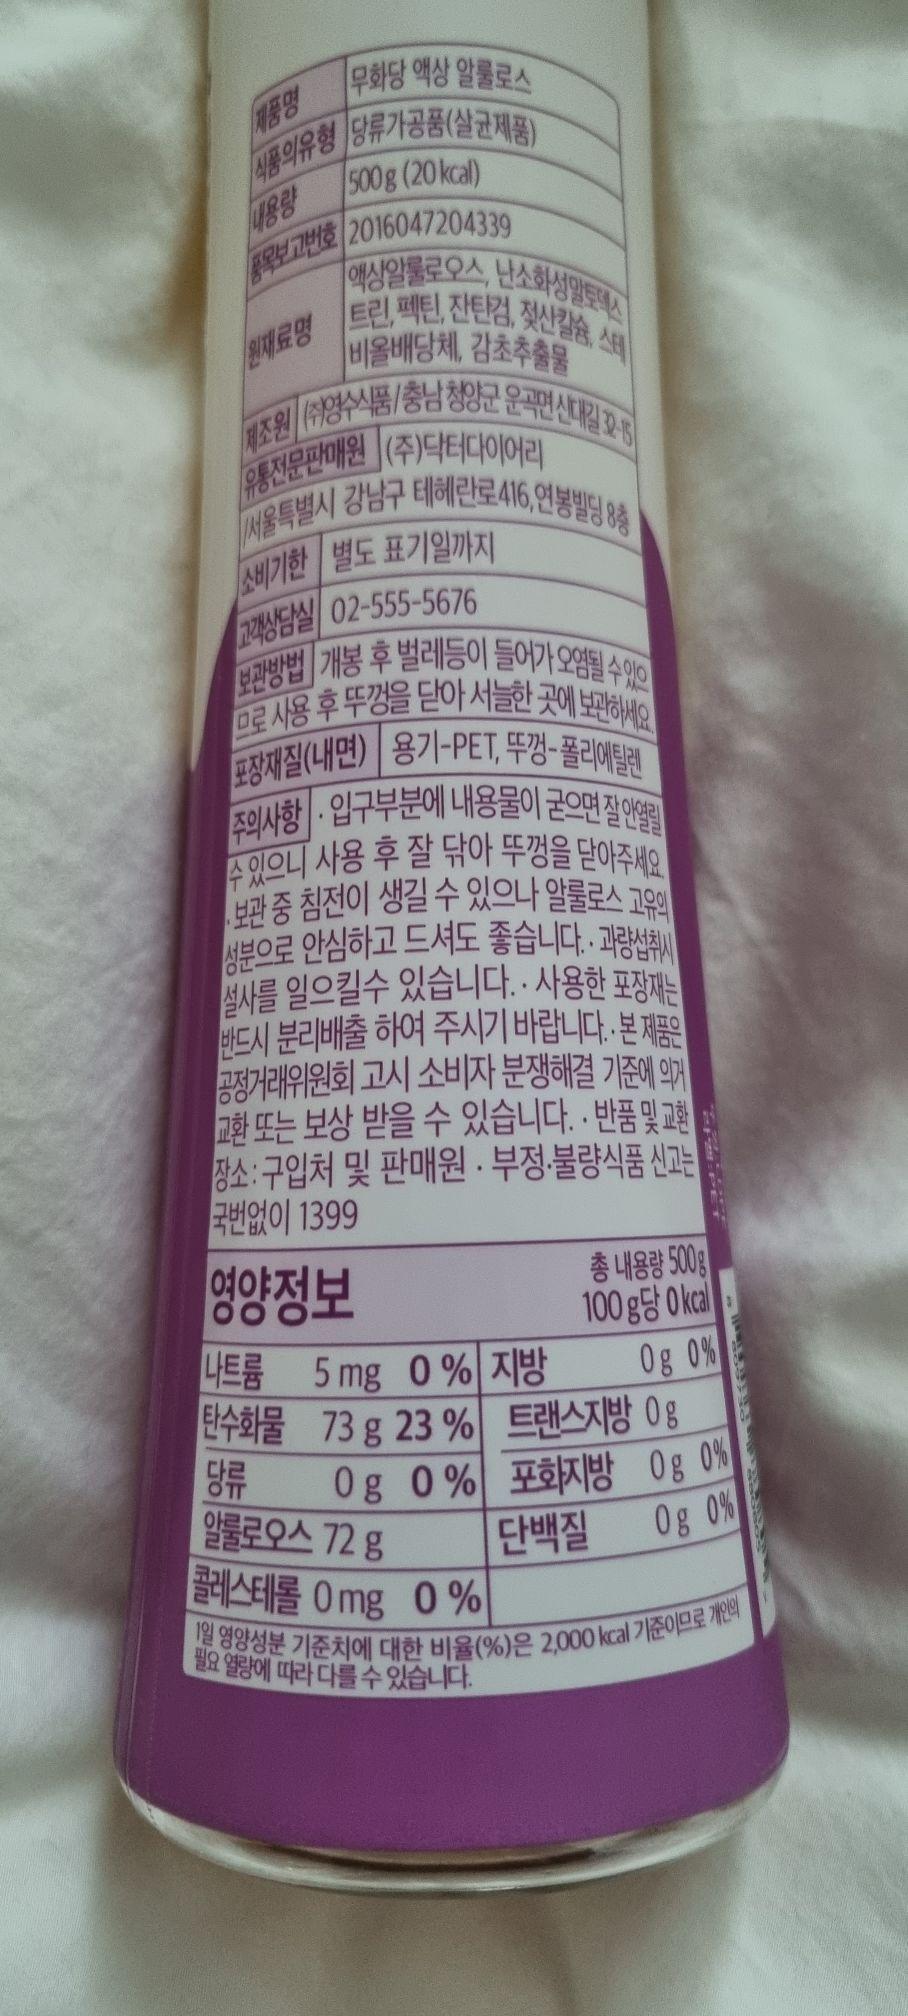 제품명 무화당 액상 알룰로스
식품의유형 당류가공품(살균제품)
내용량 500g (20kcal)
품목보고번호 2016047204339
원재료명 액상알룰로오스, 난소화성말토덱스
트린, 펙틴, 잔탄검, 젖산칼슘, 스테
비올배당체, 감초추출물
제조원 (주)영수식품/충남 청양군 운곡면 신대길 32-15
유통전문판매원 (주)닥터다이어리
/서울특별시 강남구 테헤란로416, 연봉빌딩 8층
소비기한 별도 표기일까지
고객상담실 02-555-5676
보관방법 개봉 후 벌레등이 들어가 오염될 수 있으
므로 사용 후 뚜껑을 닫아 서늘한 곳에 보관하세요.
포장재질(내면) 용기-PET, 뚜껑-폴리에틸렌
주의사항 · 입구부분에 내용물이 굳으면 잘 안열릴
수 있으니 사용 후 잘 닦아 뚜껑을 닫아주세요.
· 보관 중 침전이 생길 수 있으나 알룰로스 고유의
성분으로 안심하고 드셔도 좋습니다. · 과량섭취시
설사를 일으킬수 있습니다. · 사용한 포장재는
반드시 분리배출 하여 주시기 바랍니다. · 본 제품은
공정거래위원회 고시 소비자 분쟁해결 기준에 의거
교환 또는 보상 받을 수 있습니다. · 반품 및 교환
장소: 구입처 및 판매원 · 부정·불량식품 신고는
국번없이 1399
영양정보 총 내용량 500g
100g당 0kcal
나트륨 5 mg 0 % 지방 0g 0%
탄수화물 73 g 23 % 트랜스지방 0g
당류 0 g 0 % 포화지방 0g 0%
알룰로오스 72 g 단백질 0g 0%
콜레스테롤 0 mg 0 %
1일 영양성분 기준치에 대한 비율(%)은 2,000 kcal 기준이므로 개인의
필요 열량에 따라 다를 수 있습니다.